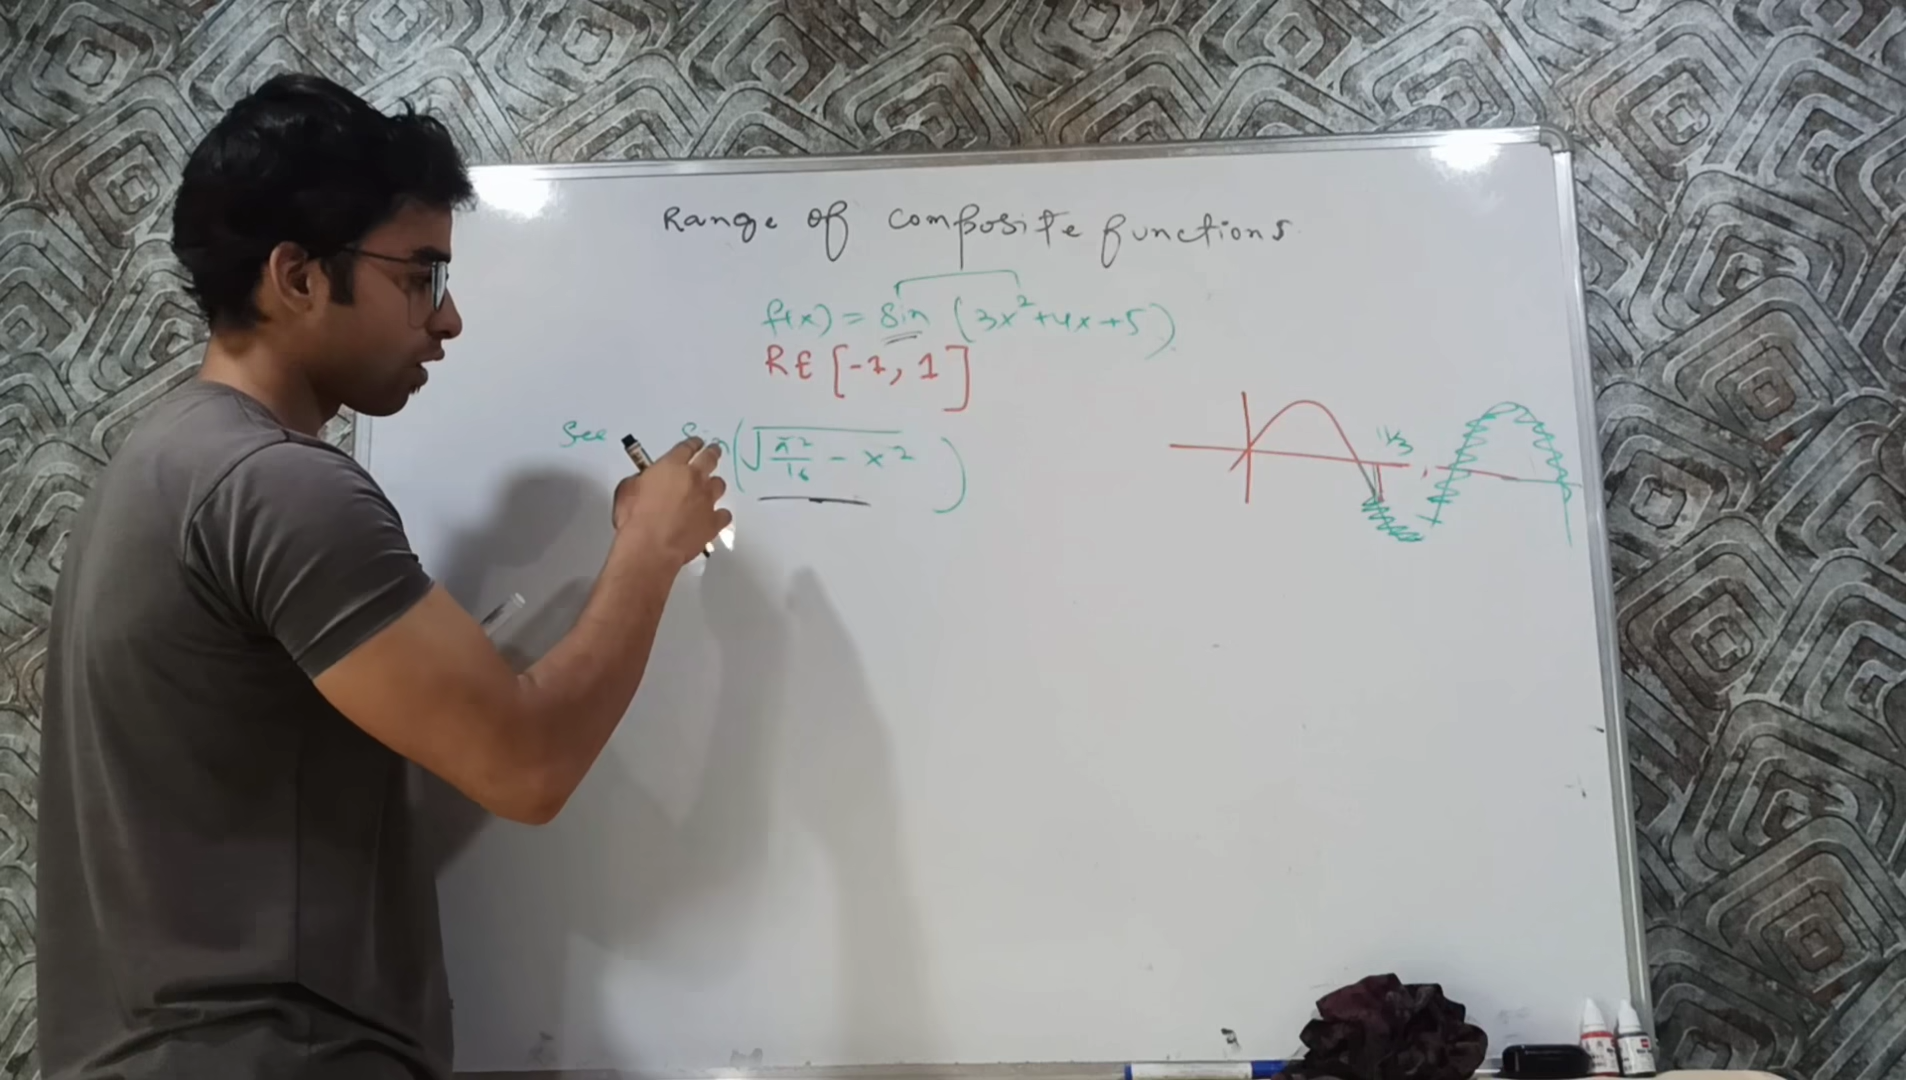 Range of composite functions
f(x) = Sin (3x²+4x+5)
R∈ [-1, 1]
See Sin(√π²/16 - x²)
11/3